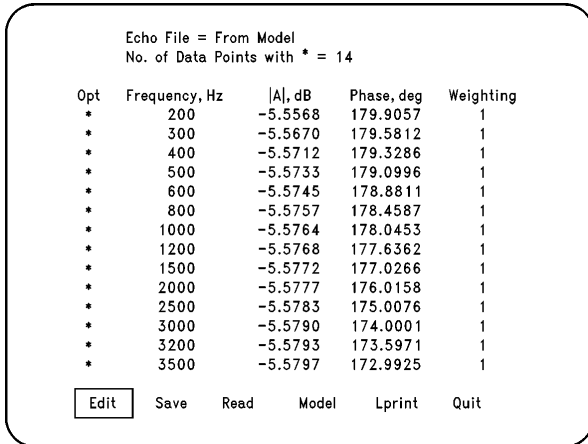 Echo File = From Model
No. of Data Points with * = 14
Opt Frequency, Hz |A|, dB Phase, deg Weighting
* 200 -5.5568 179.9057 1
* 300 -5.5670 179.5812 1
* 400 -5.5712 179.3286 1
* 500 -5.5733 179.0996 1
* 600 -5.5745 178.8811 1
* 800 -5.5757 178.4587 1
* 1000 -5.5764 178.0453 1
* 1200 -5.5768 177.6362 1
* 1500 -5.5772 177.0266 1
* 2000 -5.5777 176.0158 1
* 2500 -5.5783 175.0076 1
* 3000 -5.5790 174.0001 1
* 3200 -5.5793 173.5971 1
* 3500 -5.5797 172.9925 1
Edit Save Read Model Lprint Quit